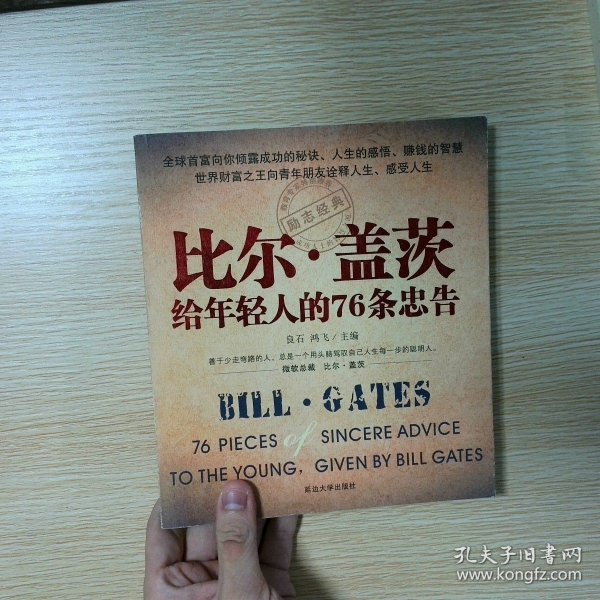 全球首富向你倾露成功的秘诀、人生的感悟、赚钱的智慧
世界财富之王向青年朋友诠释人生、感受人生
励志经典
比尔·盖茨
给年轻人的76条忠告
良石 鸿飞/主编
善于少走弯路的人,总是一个用头脑驾驭自己人生每一步的聪明人。
微软总裁 比尔·盖茨
BILL·GATES
76 PIECES of SINCERE ADVICE
TO THE YOUNG, GIVEN BY BILL GATES
延边大学出版社
孔夫子旧书网
www.kongfz.com